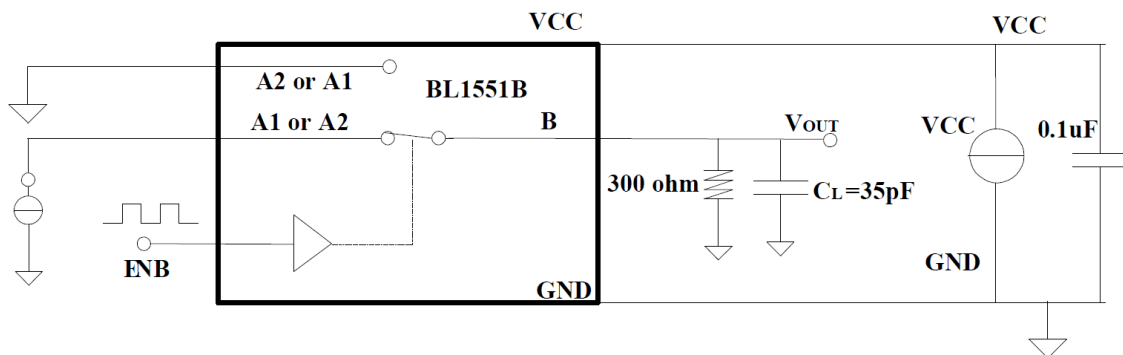 VCC
VCC
A2 or A1
BL1551B
A1 or A2
B
VOUT
VCC
0.1uF
300 ohm
CL=35pF
ENB
GND
GND